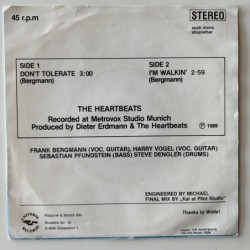 45 r.p.m.
STEREO
auch mono
abspielbar
SIDE 1
DON'T TOLERATE 3:00
(Bergmann)
SIDE 2
I'M WALKIN' 2:59
(Bergmann)
THE HEARTBEATS
Recorded at Metrovox Studio Munich
Produced by Dieter Erdmann & The Heartbeats
Ⓟ 1989
FRANK BERGMANN (VOC, GUITAR) HARRY VOGEL (VOC. GUITAR)
SEBASTIAN PFUNDSTEIN (BASS) STEVE DENGLER (DRUMS)
ENGINEERED BY MICHAEL
FINAL MIX BY „Kai at Pilot Studio"
Thanks to Wolle!
RECORDS